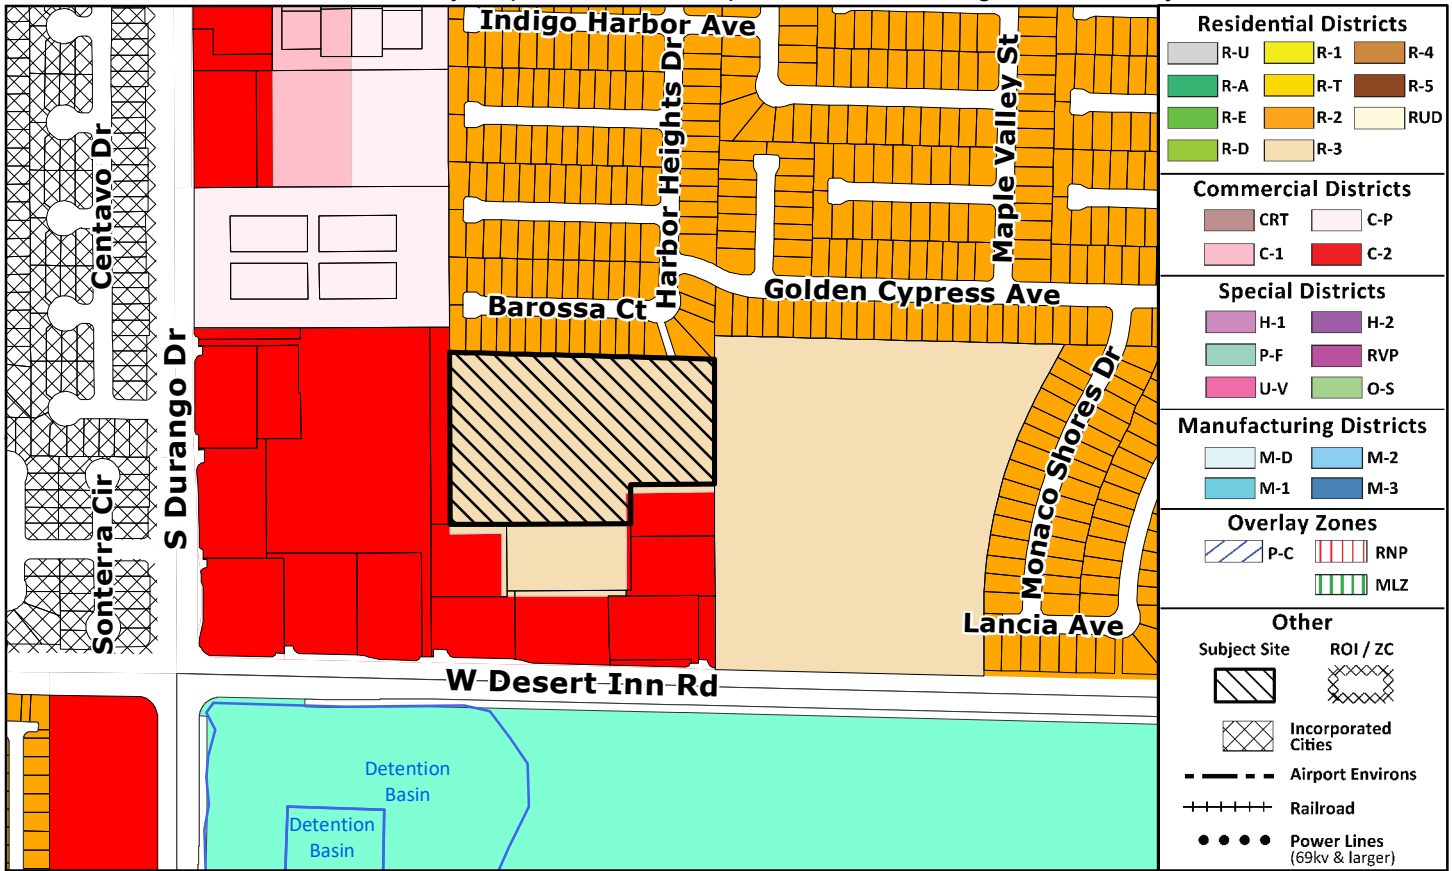 Indigo Harbor Ave
Harbor Heights Dr
Maple Valley St
Centavo Dr
Barossa Ct
Golden Cypress Ave
S Durango Dr
Monaco Shores Dr
Sonterra Cir
Lancia Ave
W Desert Inn Rd
Detention
Basin
Detention
Basin
Residential Districts
R-U
R-1
R-4
R-A
R-T
R-5
R-E
R-2
RUD
R-D
R-3
Commercial Districts
CRT
C-P
C-1
C-2
Special Districts
H-1
H-2
P-F
RVP
U-V
O-S
Manufacturing Districts
M-D
M-2
M-1
M-3
Overlay Zones
P-C
RNP
MLZ
Other
Subject Site
ROI / ZC
Incorporated
Cities
Airport Environs
Railroad
Power Lines
(69kv & larger)